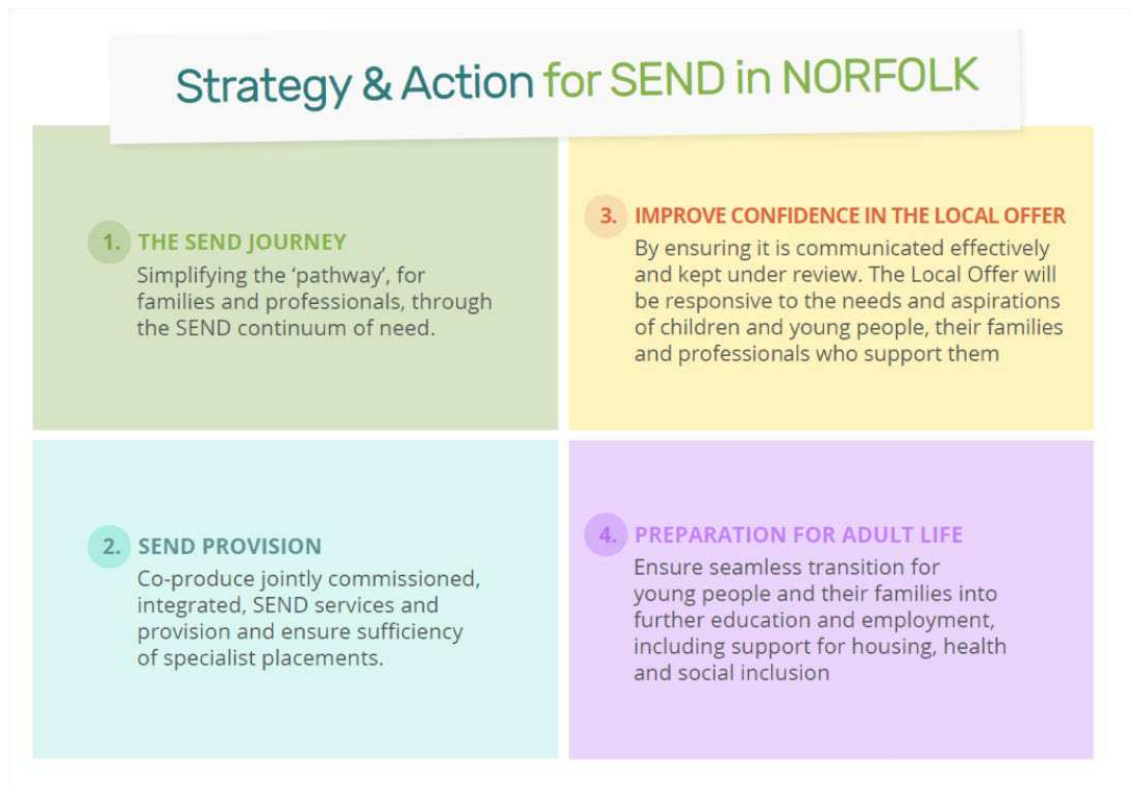 Strategy & Action for SEND in NORFOLK
1. THE SEND JOURNEY
Simplifying the ‘pathway’, for
families and professionals, through
the SEND continuum of need.
2. SEND PROVISION
Co-produce jointly commissioned,
integrated, SEND services and
provision and ensure sufficiency
of specialist placements.
3. IMPROVE CONFIDENCE IN THE LOCAL OFFER
By ensuring it is communicated effectively
and kept under review. The Local Offer will
be responsive to the needs and aspirations
of children and young people, their families
and professionals who support them
4. PREPARATION FOR ADULT LIFE
Ensure seamless transition for
young people and their families into
further education and employment,
including support for housing, health
and social inclusion